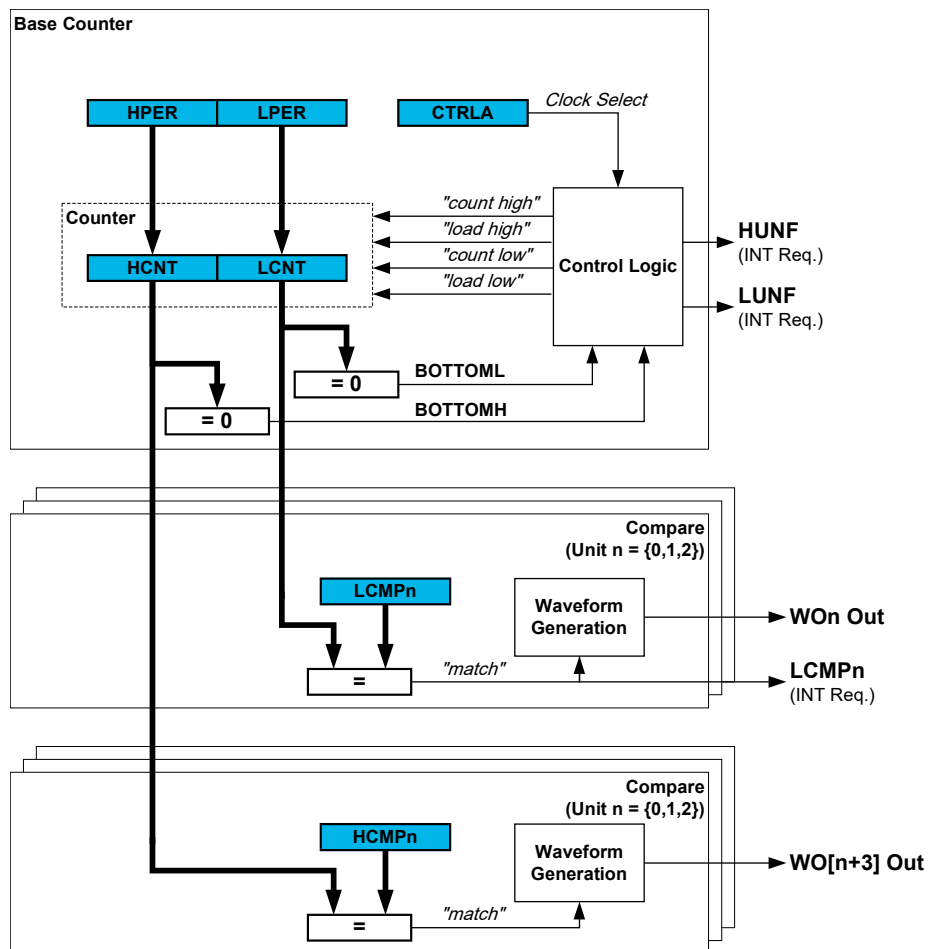 Base Counter
HPER
LPER
CTRLA
Clock Select
Counter
"count high"
"load high"
"count low"
"load low"
Control Logic
HUNF
(INT Req.)
LUNF
(INT Req.)
HCNT
LCNT
= 0
BOTTOML
= 0
BOTTOMH
Compare
(Unit n = {0,1,2})
LCMPn
Waveform
Generation
WOn Out
=
"match"
LCMPn
(INT Req.)
Compare
(Unit n = {0,1,2})
HCMPn
Waveform
Generation
WO[n+3] Out
=
"match"